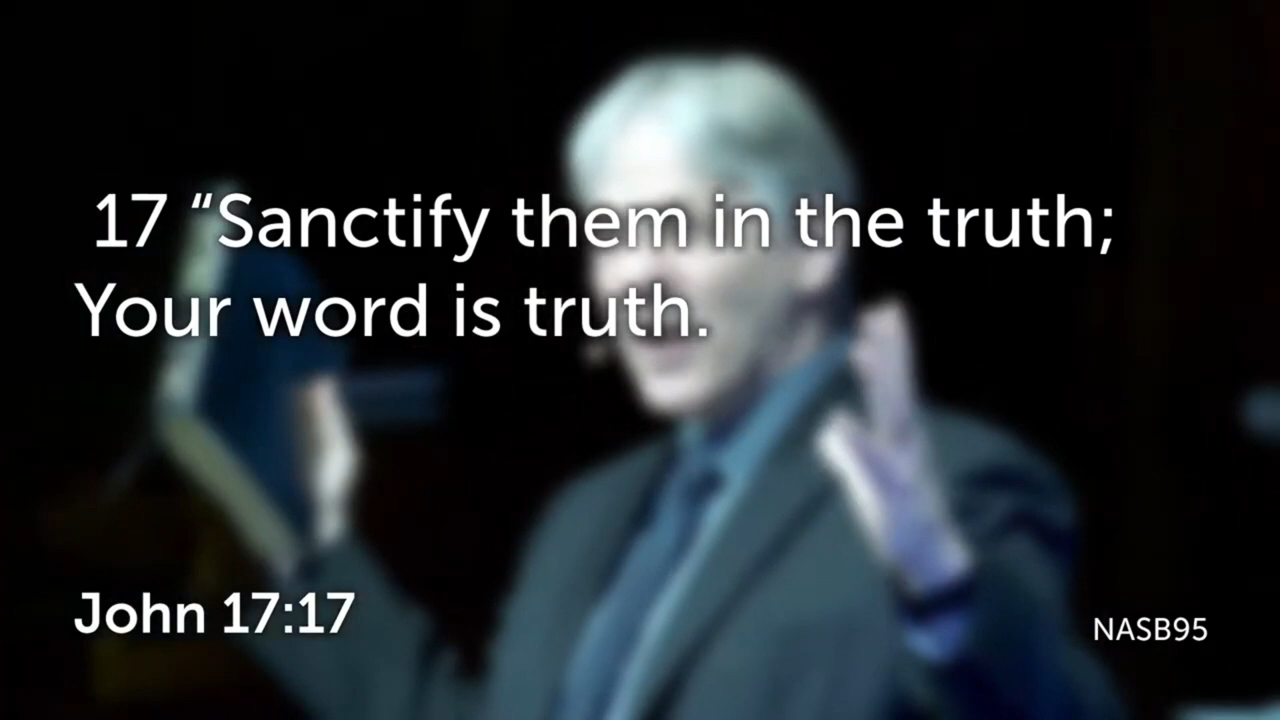 17 “Sanctify them in the truth;
Your word is truth.
John 17:17
NASB95